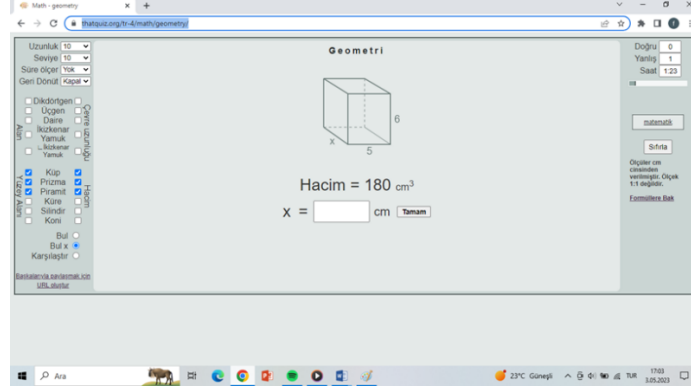 Math - geometry
thatquiz.org/tr-4/math/geometry/
Uzunluk 10
Seviye 10
Süre ölçer Yok
Geri Dönüt Kapal
Dikdörtgen
Üçgen
Daire
İkizkenar
Yamuk
İkizkenar
Yamuk
Alan
Çevre uzunluğu
Küp
Prizma
Piramit
Küre
Silindir
Koni
Yüzey Alanı
Hacim
Bul
Bul x
Karşılaştır
Başkalarıyla paylaşmak için
URL oluştur
Geometri
6
x
5
Hacim = 180 cm³
x = cm Tamam
Doğru 0
Yanlış 1
Saat 1:23
matematik
Sıfırla
Ölçüler cm
cinsinden
verilmiştir. Ölçek
1:1 değildir.
Formüllere Bak
Ara
23°C Güneşli
TUR
17:03
3.05.2023